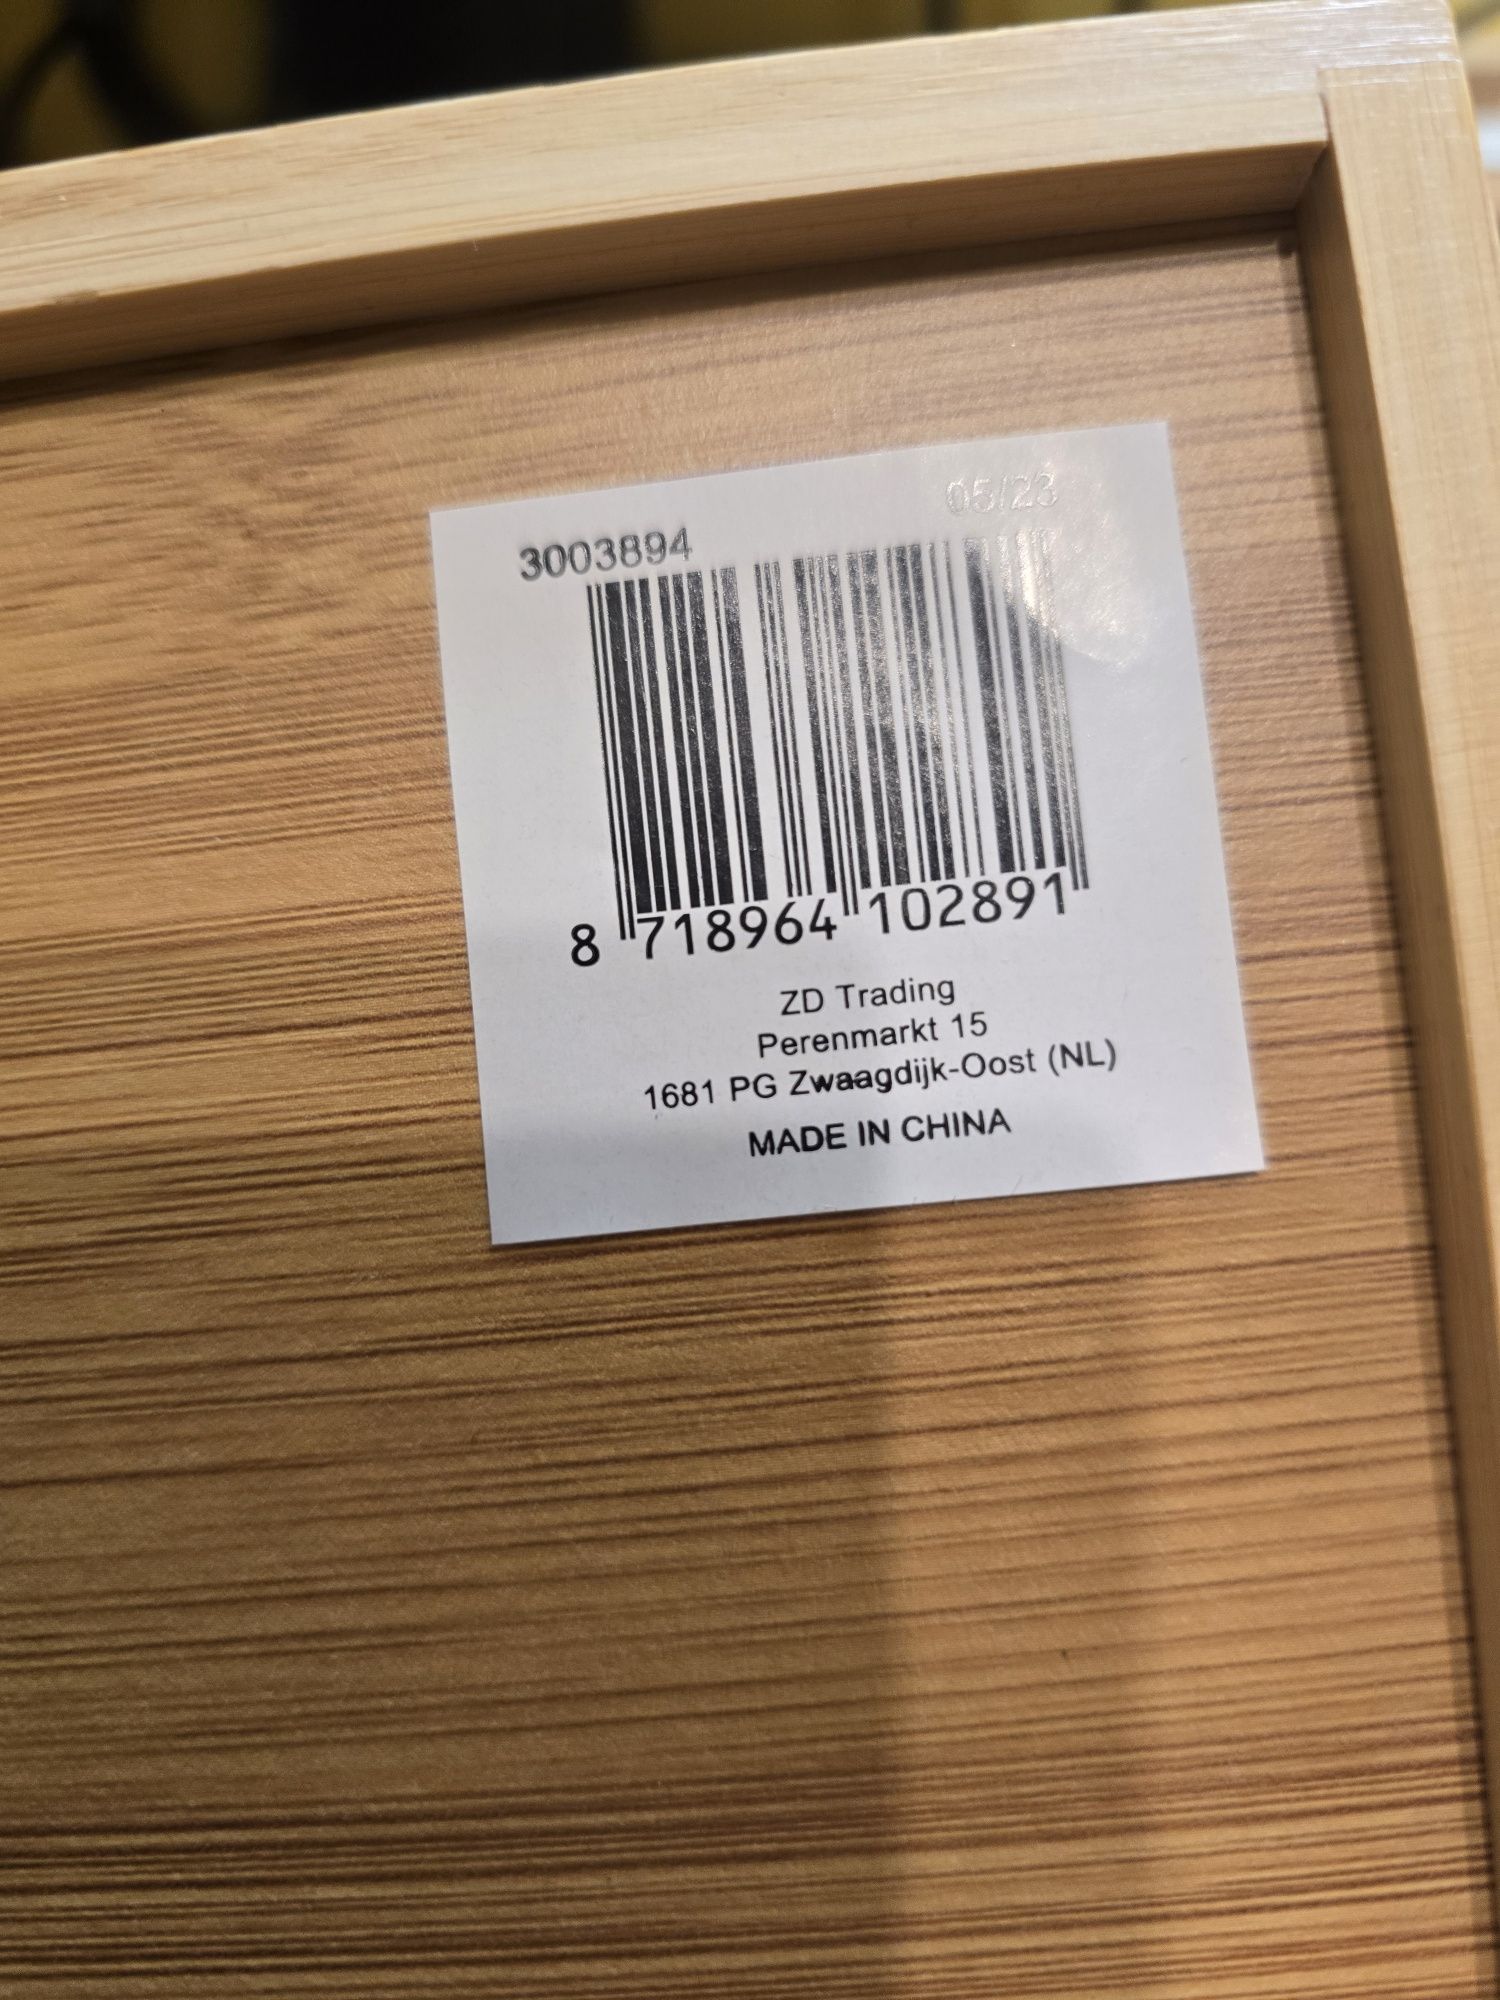 05/23
3003894
8 718964 102891
ZD Trading
Perenmarkt 15
1681 PG Zwaagdijk-Oost (NL)
MADE IN CHINA